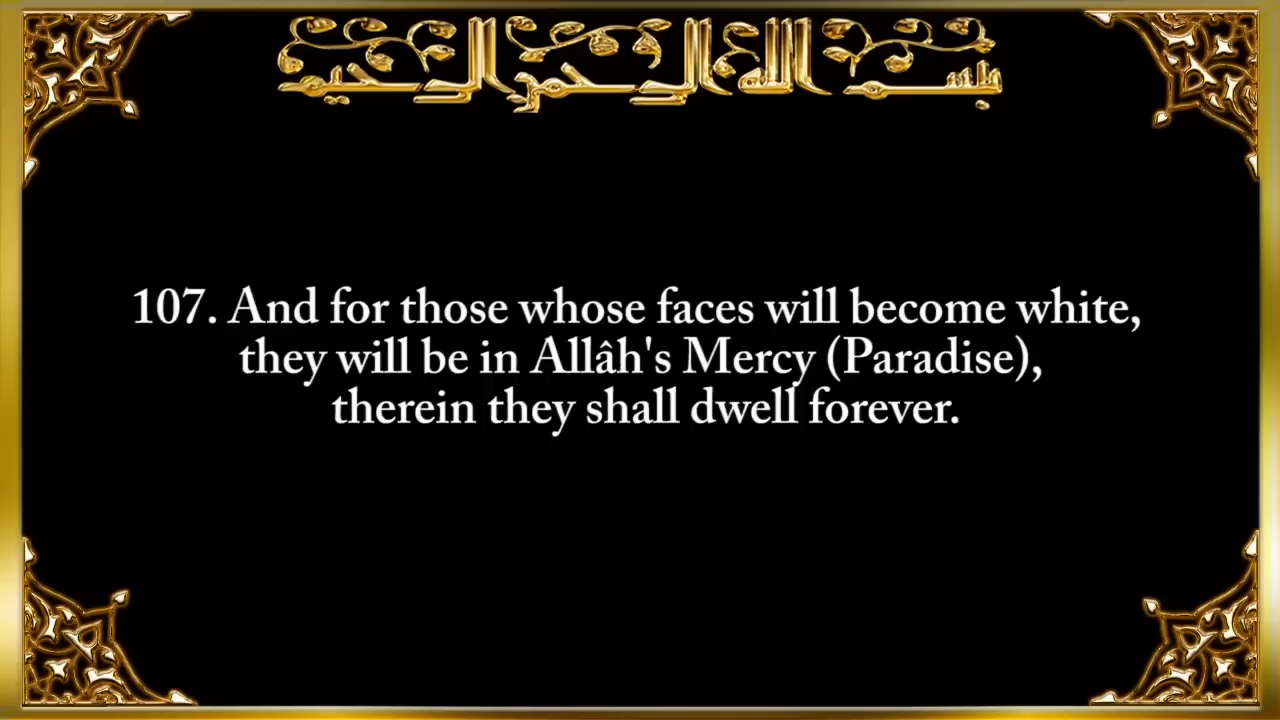 بسم الله الرحمن الرحيم
107. And for those whose faces will become white,
they will be in Allâh's Mercy (Paradise),
therein they shall dwell forever.